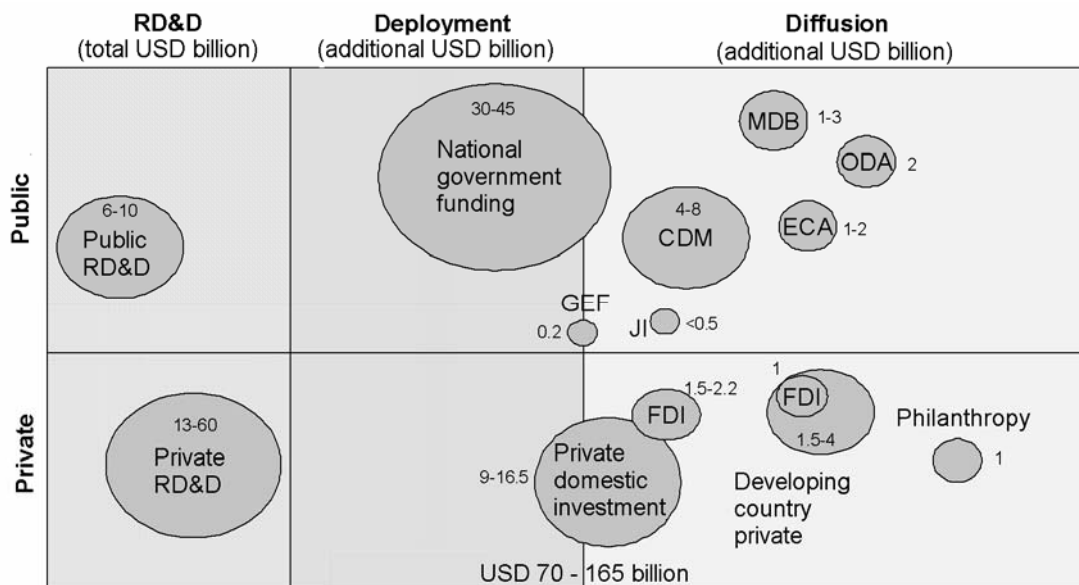 RD&D
(total USD billion)
Deployment
(additional USD billion)
Diffusion
(additional USD billion)
Public
30-45
National
government
funding
MDB
1-3
ODA
2
6-10
Public
RD&D
4-8
CDM
ECA
1-2
GEF
0.2
JI
<0.5
Private
13-60
Private
RD&D
1.5-2.2
FDI
9-16.5
Private
domestic
investment
1
FDI
1.5-4
Developing
country
private
Philanthropy
1
USD 70 - 165 billion